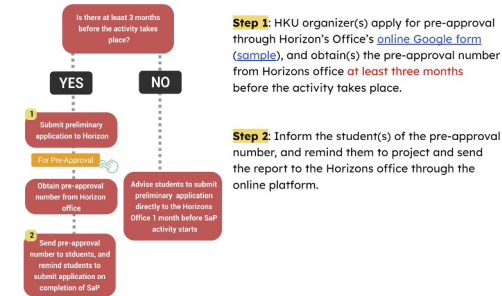 Is there at least 3 months
before the activity takes
place?
YES
NO
1
Submit preliminary
application to Horizon
For Pre-Approval
Obtain pre-approval
number from Horizon
office
2
Send pre-approval
number to stduents, and
remind students to
submit application on
completion of SaP
Advise students to submit
preliminary application
directly to the Horizons
Office 1 month before SaP
activity starts
Step 1: HKU organizer(s) apply for pre-approval
through Horizon's Office's online Google form
(sample), and obtain(s) the pre-approval number
from Horizons office at least three months
before the activity takes place.
Step 2: Inform the student(s) of the pre-approval
number, and remind them to project and send
the report to the Horizons office through the
online platform.